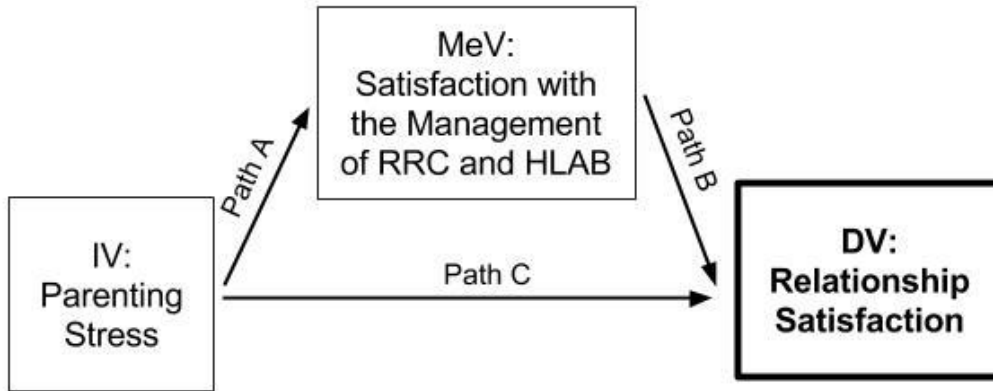 MeV:
Satisfaction with
the Management
of RRC and HLAB
Path A
Path B
IV:
Parenting
Stress
Path C
DV:
Relationship
Satisfaction